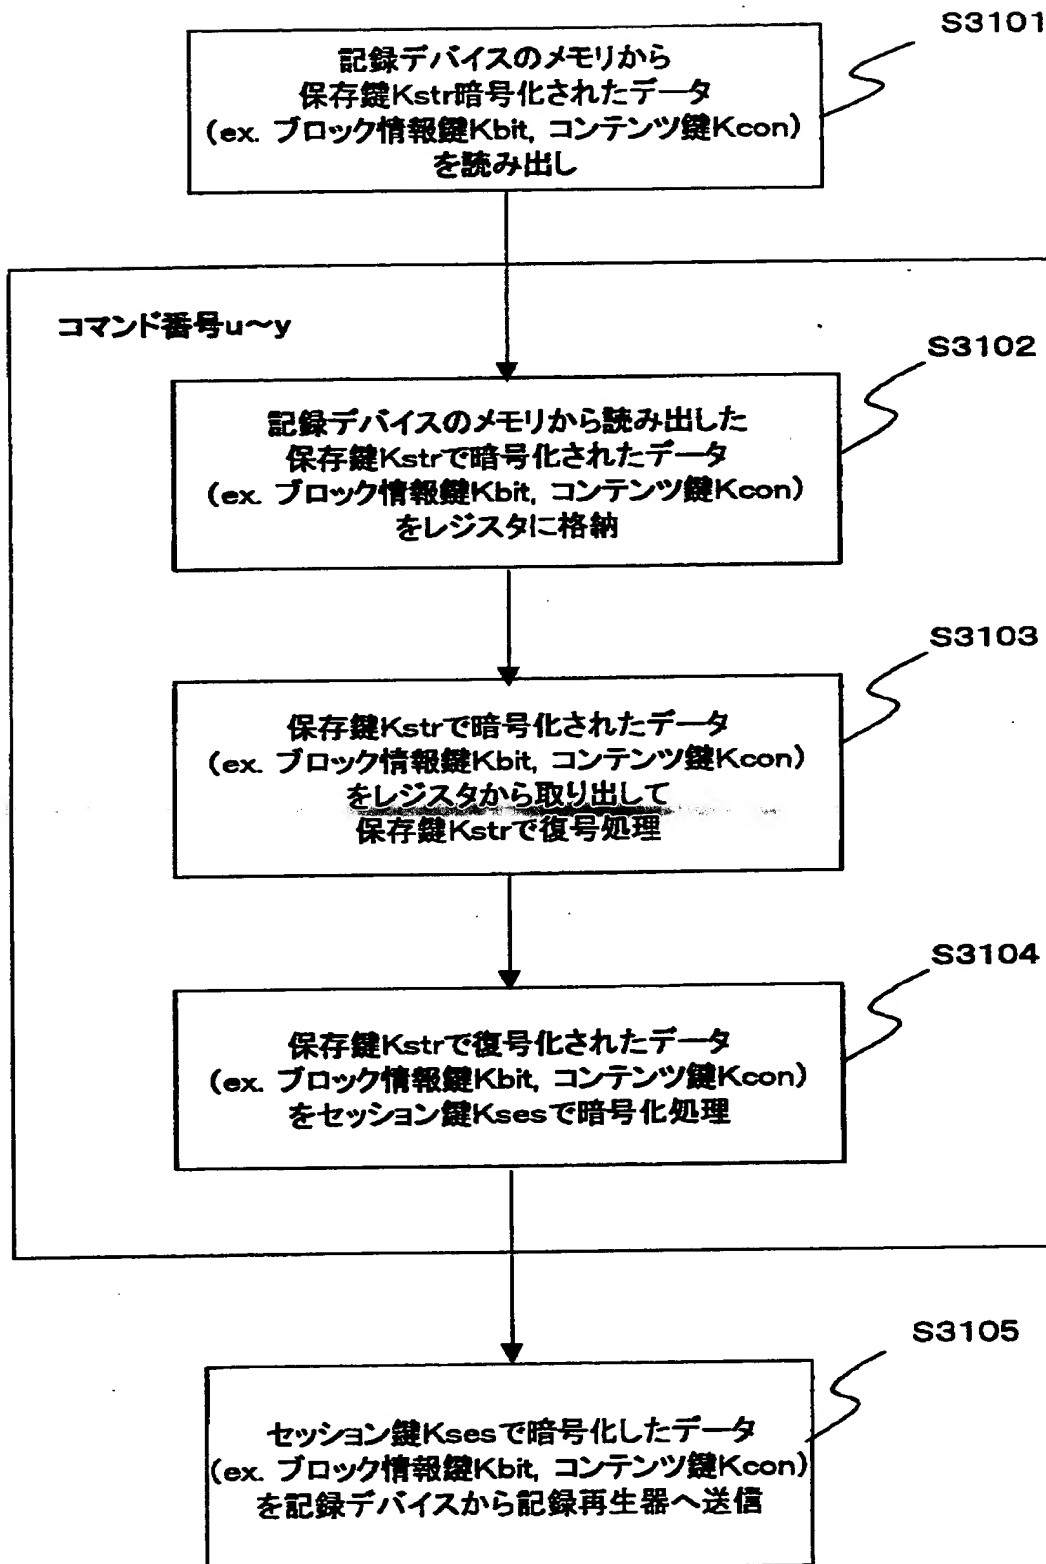 S3101
記録デバイスのメモリから
保存鍵Kstr暗号化されたデータ
(ex. ブロック情報鍵Kbit, コンテンツ鍵Kcon)
を読み出し
コマンド番号u～y
S3102
記録デバイスのメモリから読み出した
保存鍵Kstrで暗号化されたデータ
(ex. ブロック情報鍵Kbit, コンテンツ鍵Kcon)
をレジスタに格納
S3103
保存鍵Kstrで暗号化されたデータ
(ex. ブロック情報鍵Kbit, コンテンツ鍵Kcon)
をレジスタから取り出して
保存鍵Kstrで復号処理
S3104
保存鍵Kstrで復号化されたデータ
(ex. ブロック情報鍵Kbit, コンテンツ鍵Kcon)
をセッション鍵Ksesで暗号化処理
S3105
セッション鍵Ksesで暗号化したデータ
(ex. ブロック情報鍵Kbit, コンテンツ鍵Kcon)
を記録デバイスから記録再生器へ送信